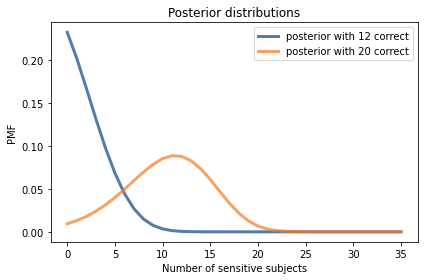 Posterior distributions
posterior with 12 correct
posterior with 20 correct
PMF
0.20
0.15
0.10
0.05
0.00
0 5 10 15 20 25 30 35
Number of sensitive subjects